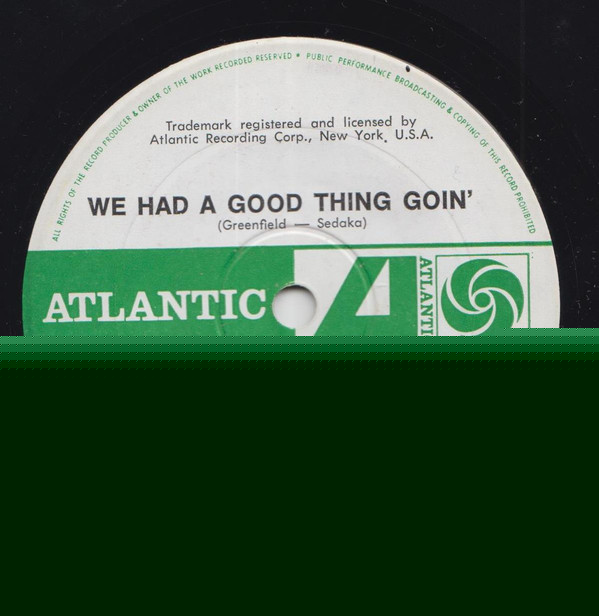 ALL RIGHTS OF THE RECORD PRODUCER & OWNER OF THE WORK RECORDED RESERVED • PUBLIC PERFORMANCE BROADCASTING & COPYING OF THIS RECORD PROHIBITED
Trademark registered and licensed by
Atlantic Recording Corp., New York, U.S.A.
WE HAD A GOOD THING GOIN'
(Greenfield — Sedaka)
ATLANTIC
ATLANTI